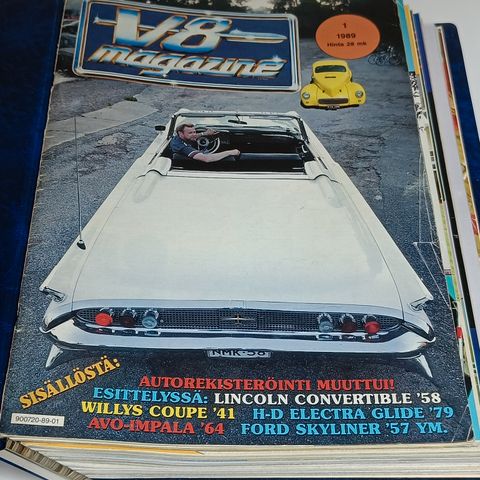 V8
magazine
1
1989
Hinta 28 mk
NMK-58
SISÄLLÖSTÄ:
AUTOREKISTERÖINTI MUUTTUI!
ESITTELYSSÄ: LINCOLN CONVERTIBLE '58
WILLYS COUPE '41 H-D ELECTRA GLIDE '79
AVO-IMPALA '64 FORD SKYLINER '57 YM.
900720-89-01